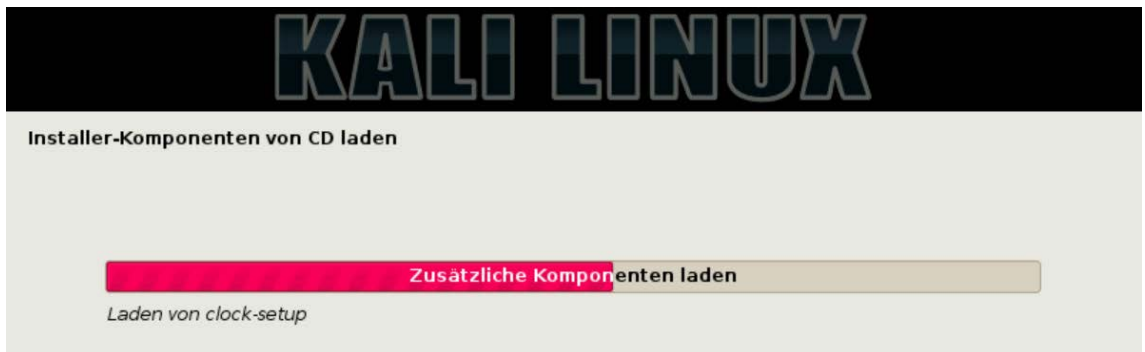 KALI LINUX
Installer-Komponenten von CD laden
Zusätzliche Komponenten laden
Laden von clock-setup